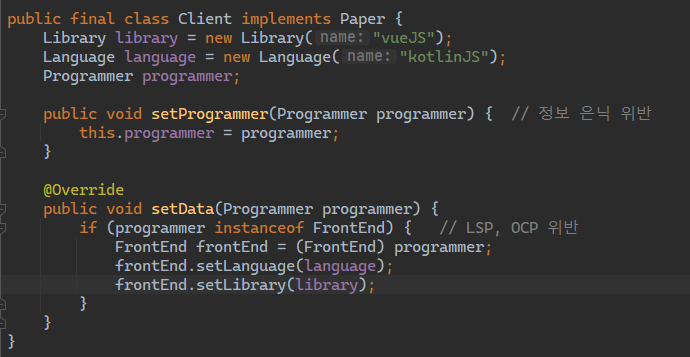 public final class Client implements Paper {
    Library library = new Library( name: "vueJS");
    Language language = new Language( name: "kotlinJS");
    Programmer programmer;

    public void setProgrammer(Programmer programmer) {  // 정보 은닉 위반
        this.programmer = programmer;
    }

    @Override
    public void setData(Programmer programmer) {
        if (programmer instanceof FrontEnd) {   // LSP, OCP 위반
            FrontEnd frontEnd = (FrontEnd) programmer;
            frontEnd.setLanguage(language);
            frontEnd.setLibrary(library);
        }
    }
}